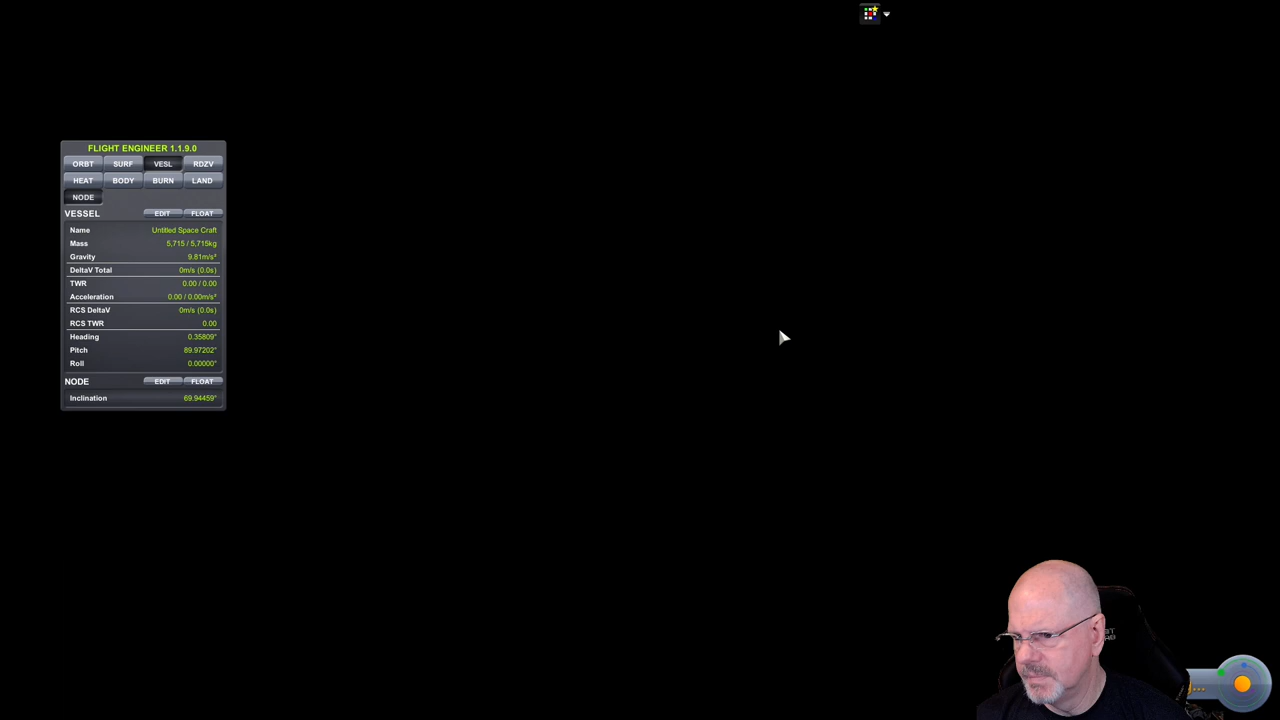 FLIGHT ENGINEER 1.1.9.0
ORBT SURF VESL RDZV
HEAT BODY BURN LAND
NODE
VESSEL EDIT FLOAT
Name Untitled Space Craft
Mass 5,715 / 5,715kg
Gravity 9.81m/s²
DeltaV Total 0m/s (0.0s)
TWR 0.00 / 0.00
Acceleration 0.00 / 0.00m/s²
RCS DeltaV 0m/s (0.0s)
RCS TWR 0.00
Heading 0.35809°
Pitch 89.97202°
Roll 0.00000°
NODE EDIT FLOAT
Inclination 69.94459°